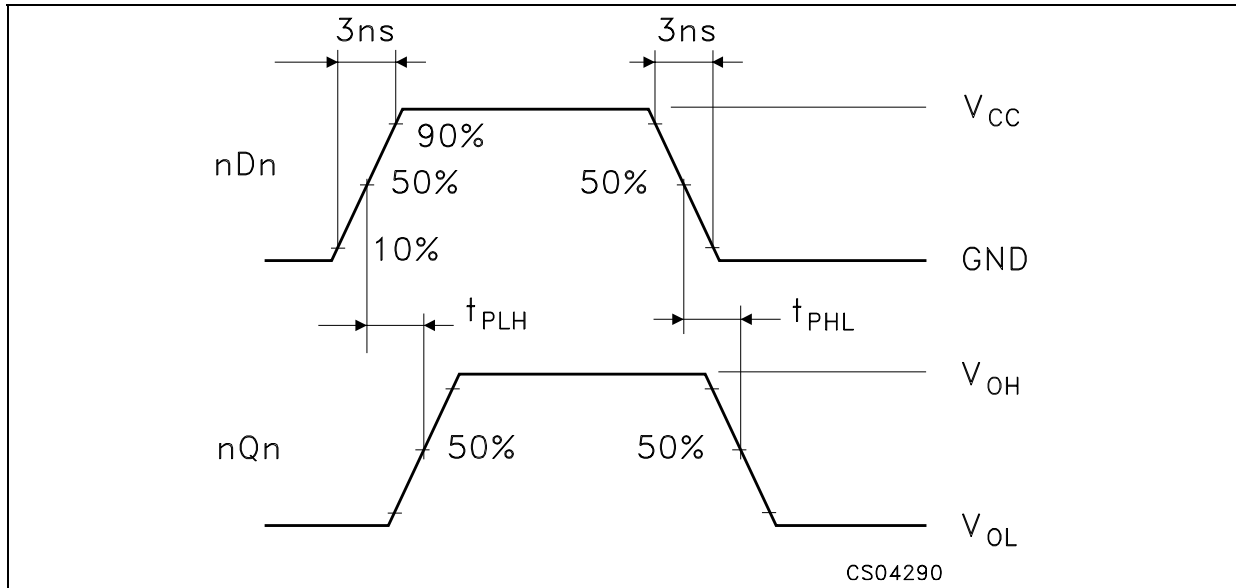 3ns 3ns
V_CC
90%
nDn 50% 50%
10% GND
t_PLH t_PHL
V_OH
nQn 50% 50%
V_OL
CS04290